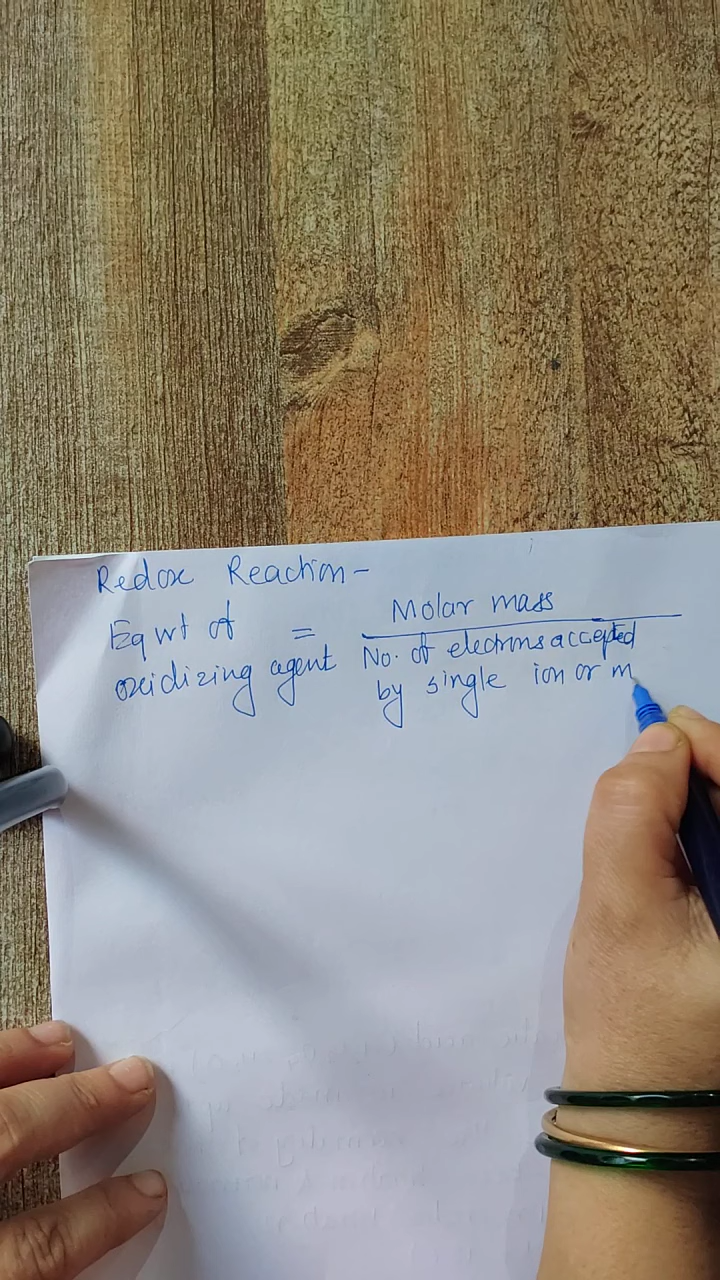 Redox Reaction -
Eq wt of oxidizing agent = Molar mass
No. of electrons accepted
by single ion or m